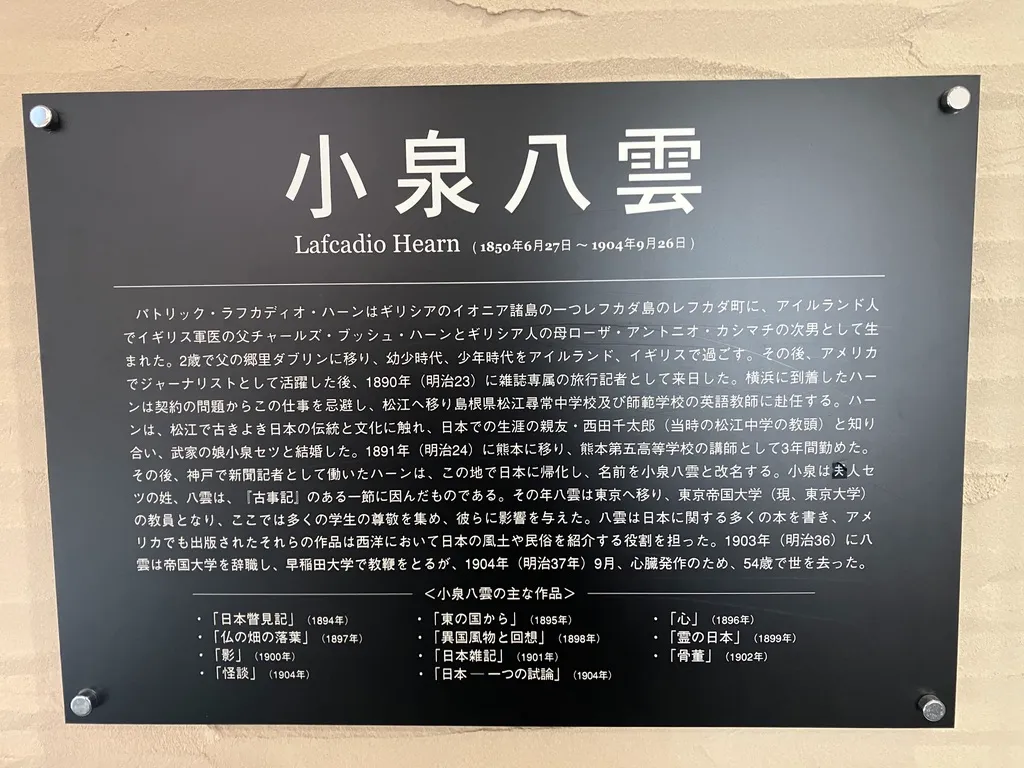 小泉八雲
Lafcadio Hearn (1850年6月27日 ～ 1904年9月26日)
パトリック・ラフカディオ・ハーンはギリシアのイオニア諸島の一つレフカダ島のレフカダ町に、アイルランド人
でイギリス軍医の父チャールズ・ブッシュ・ハーンとギリシア人の母ローザ・アントニオ・カシマチの次男として生
まれた。2歳で父の郷里ダブリンに移り、幼少時代、少年時代をアイルランド、イギリスで過ごす。その後、アメリカ
でジャーナリストとして活躍した後、1890年（明治23）に雑誌専属の旅行記者として来日した。横浜に到着したハー
ンは契約の問題からこの仕事を忌避し、松江へ移り島根県松江尋常中学校及び師範学校の英語教師に赴任する。ハー
ンは、松江で古きよき日本の伝統と文化に触れ、日本での生涯の親友・西田千太郎（当時の松江中学の教頭）と知り
合い、武家の娘小泉セツと結婚した。1891年（明治24）に熊本に移り、熊本第五高等学校の講師として3年間勤めた。
その後、神戸で新聞記者として働いたハーンは、この地で日本に帰化し、名前を小泉八雲と改名する。小泉は夫人セ
ツの姓、八雲は、『古事記』のある一節に因んだものである。その年八雲は東京へ移り、東京帝国大学（現、東京大学）
の教員となり、ここでは多くの学生の尊敬を集め、彼らに影響を与えた。八雲は日本に関する多くの本を書き、アメ
リカでも出版されたそれらの作品は西洋において日本の風土や民俗を紹介する役割を担った。1903年（明治36）に八
雲は帝国大学を辞職し、早稲田大学で教鞭をとるが、1904年（明治37年）9月、心臓発作のため、54歳で世を去った。
＜小泉八雲の主な作品＞
・「日本瞥見記」（1894年）
・「仏の畑の落葉」（1897年）
・「影」（1900年）
・「怪談」（1904年）
・「東の国から」（1895年）
・「異国風物と回想」（1898年）
・「日本雑記」（1901年）
・「日本 ― 一つの試論」（1904年）
・「心」（1896年）
・「霊の日本」（1899年）
・「骨董」（1902年）